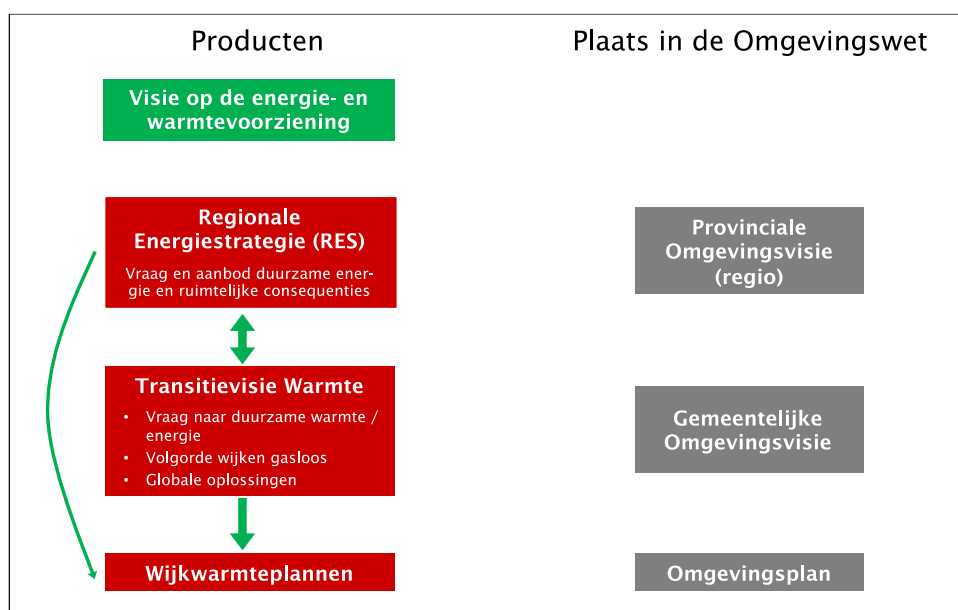 Producten
Plaats in de Omgevingswet
Visie op de energie- en
warmtevoorziening
Regionale
Energiestrategie (RES)
Vraag en aanbod duurzame ener-
gie en ruimtelijke consequenties
Provinciale
Omgevingsvisie
(regio)
Transitievisie Warmte
• Vraag naar duurzame warmte /
energie
• Volgorde wijken gasloos
• Globale oplossingen
Gemeentelijke
Omgevingsvisie
Wijkwarmteplannen
Omgevingsplan